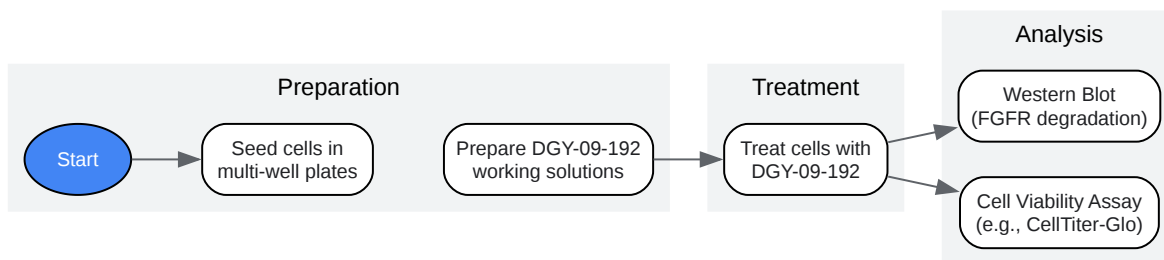 Preparation
Start
Seed cells in
multi-well plates
Prepare DGY-09-192
working solutions
Treatment
Treat cells with
DGY-09-192
Analysis
Western Blot
(FGFR degradation)
Cell Viability Assay
(e.g., CellTiter-Glo)